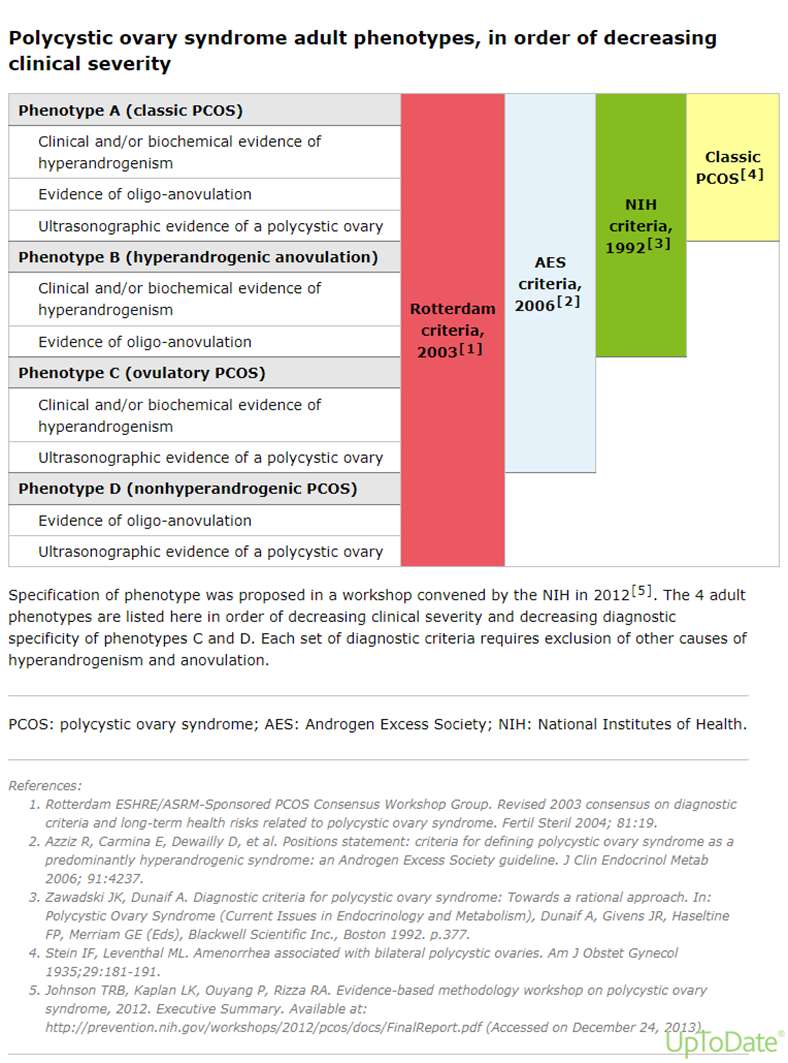 Polycystic ovary syndrome adult phenotypes, in order of decreasing
clinical severity
Phenotype A (classic PCOS)
Clinical and/or biochemical evidence of
hyperandrogenism
Evidence of oligo-anovulation
Ultrasonographic evidence of a polycystic ovary
Phenotype B (hyperandrogenic anovulation)
Clinical and/or biochemical evidence of
hyperandrogenism
Evidence of oligo-anovulation
Phenotype C (ovulatory PCOS)
Clinical and/or biochemical evidence of
hyperandrogenism
Ultrasonographic evidence of a polycystic ovary
Phenotype D (nonhyperandrogenic PCOS)
Evidence of oligo-anovulation
Ultrasonographic evidence of a polycystic ovary
Rotterdam
criteria,
2003[1]
AES
criteria,
2006[2]
NIH
criteria,
1992[3]
Classic
PCOS[4]
Specification of phenotype was proposed in a workshop convened by the NIH in 2012[5]. The 4 adult
phenotypes are listed here in order of decreasing clinical severity and decreasing diagnostic
specificity of phenotypes C and D. Each set of diagnostic criteria requires exclusion of other causes of
hyperandrogenism and anovulation.
PCOS: polycystic ovary syndrome; AES: Androgen Excess Society; NIH: National Institutes of Health.
References:
1. Rotterdam ESHRE/ASRM-Sponsored PCOS Consensus Workshop Group. Revised 2003 consensus on diagnostic
criteria and long-term health risks related to polycystic ovary syndrome. Fertil Steril 2004; 81:19.
2. Azziz R, Carmina E, Dewailly D, et al. Positions statement: criteria for defining polycystic ovary syndrome as a
predominantly hyperandrogenic syndrome: an Androgen Excess Society guideline. J Clin Endocrinol Metab
2006; 91:4237.
3. Zawadski JK, Dunaif A. Diagnostic criteria for polycystic ovary syndrome: Towards a rational approach. In:
Polycystic Ovary Syndrome (Current Issues in Endocrinology and Metabolism), Dunaif A, Givens JR, Haseltine
FP, Merriam GE (Eds), Blackwell Scientific Inc., Boston 1992. p.377.
4. Stein IF, Leventhal ML. Amenorrhea associated with bilateral polycystic ovaries. Am J Obstet Gynecol
1935;29:181-191.
5. Johnson TRB, Kaplan LK, Ouyang P, Rizza RA. Evidence-based methodology workshop on polycystic ovary
syndrome, 2012. Executive Summary. Available at:
http://prevention.nih.gov/workshops/2012/pcos/docs/FinalReport.pdf (Accessed on December 24, 2013).
UpToDate®